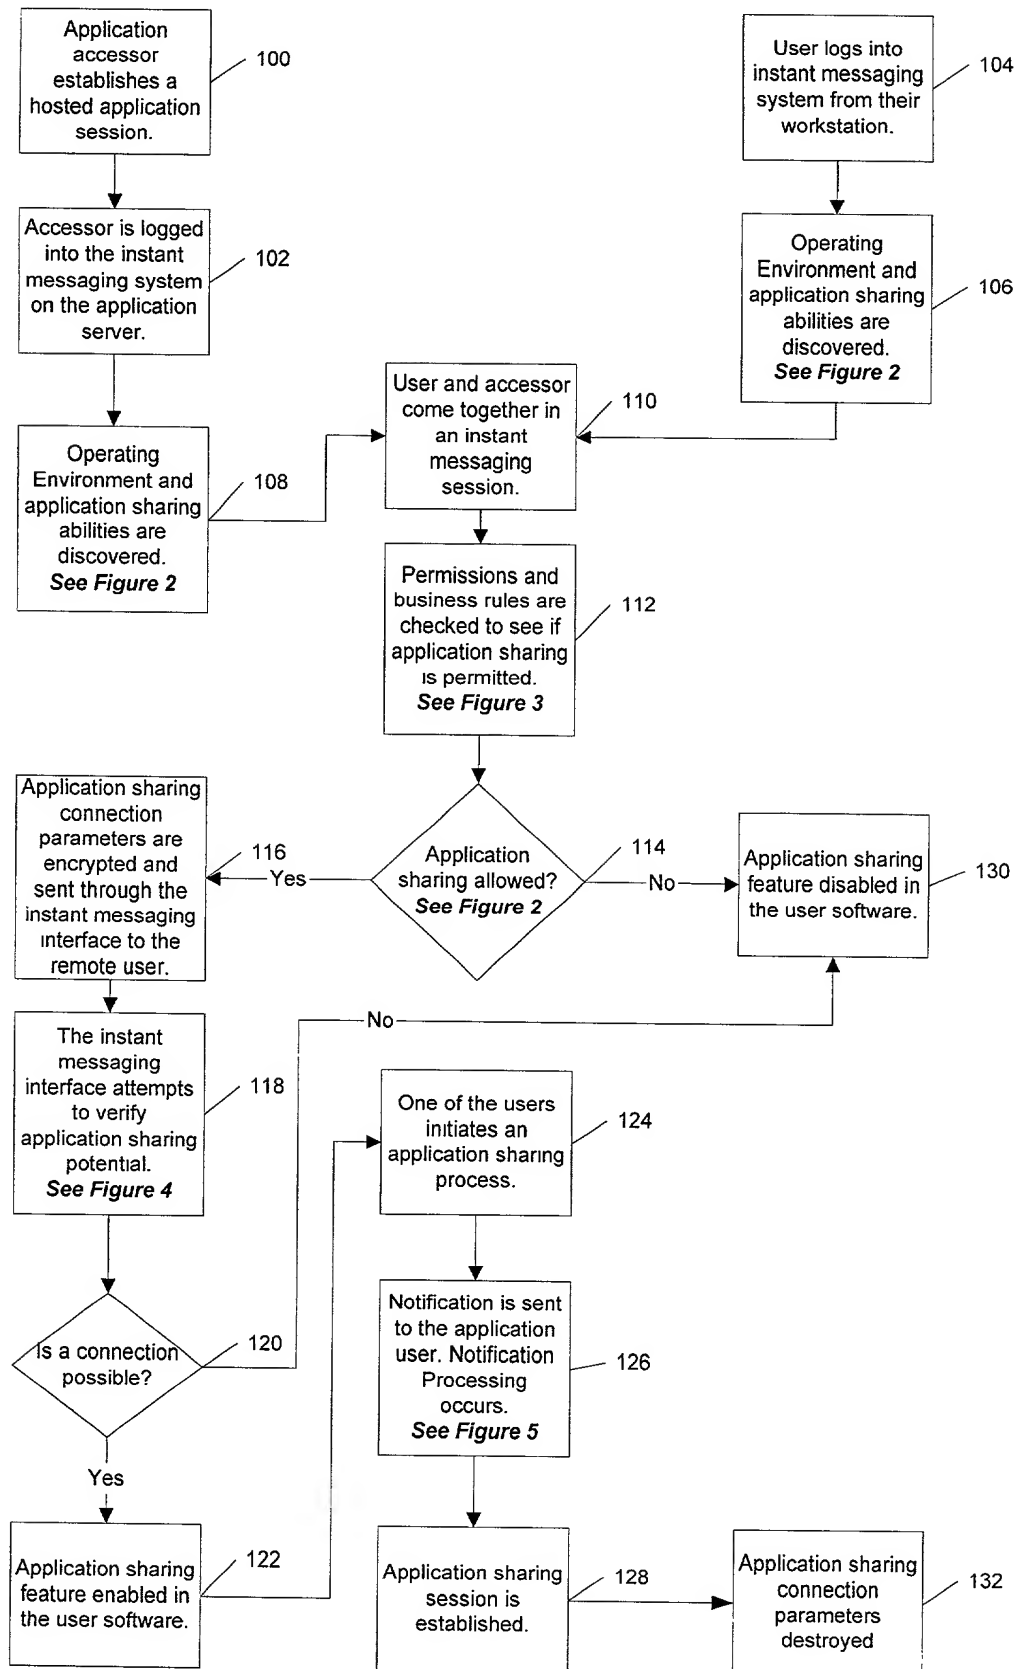 Application
accessor
establishes a
hosted application
session.
100
User logs into
instant messaging
system from their
workstation.
104
Accessor is logged
into the instant
messaging system
on the application
server.
102
Operating
Environment and
application sharing
abilities are
discovered.
See Figure 2
106
User and accessor
come together in
an instant
messaging
session.
110
Operating
Environment and
application sharing
abilities are
discovered.
See Figure 2
108
Permissions and
business rules are
checked to see if
application sharing
is permitted.
See Figure 3
112
Application sharing
connection
parameters are
encrypted and
sent through the
instant messaging
interface to the
remote user.
116
Yes
Application
sharing allowed?
See Figure 2
114
No
Application sharing
feature disabled in
the user software.
130
No
The instant
messaging
interface attempts
to verify
application sharing
potential.
See Figure 4
118
One of the users
initiates an
application sharing
process.
124
Is a connection
possible?
120
Notification is sent
to the application
user. Notification
Processing
occurs.
See Figure 5
126
Yes
Application sharing
feature enabled in
the user software.
122
Application sharing
session is
established.
128
Application sharing
connection
parameters
destroyed
132